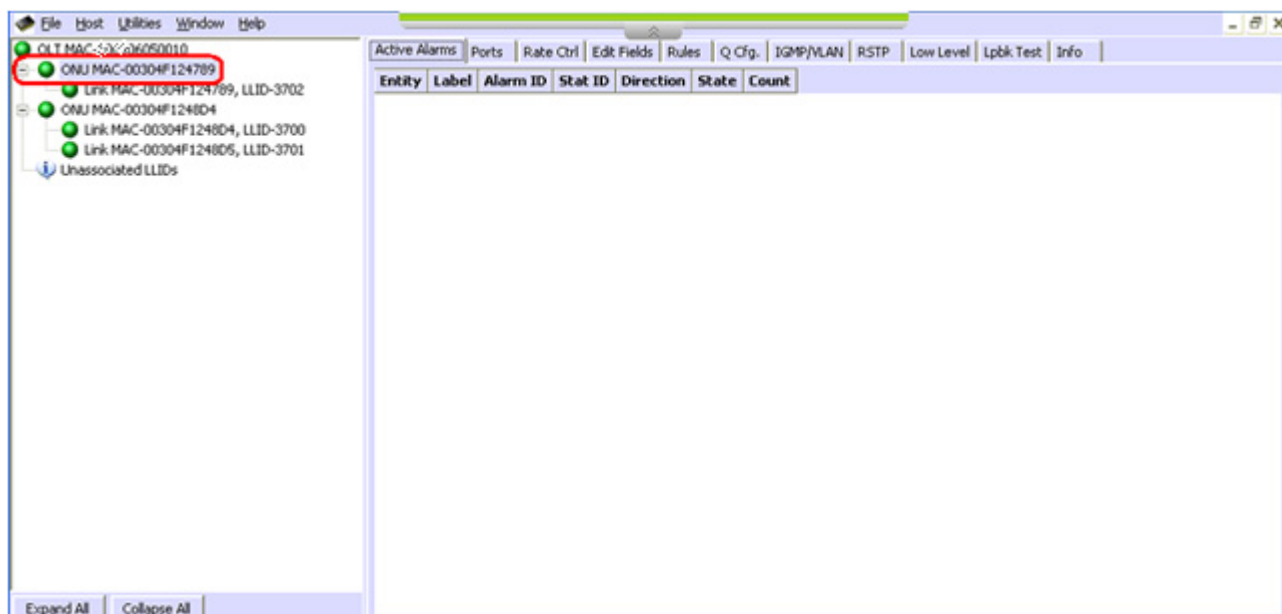 File Host Utilities Window Help
OLT MAC- 6050010
ONU MAC-00304F124789
Link MAC-00304F124789, LLID-3702
ONU MAC-00304F1248D4
Link MAC-00304F1248D4, LLID-3700
Link MAC-00304F1248D5, LLID-3701
Unassociated LLIDs
Active Alarms Ports Rate Ctrl Edit Fields Rules Q Cfg. IGMP/VLAN RSTP Low Level Lpbk Test Info
Entity Label Alarm ID Stat ID Direction State Count
Expand All Collapse All